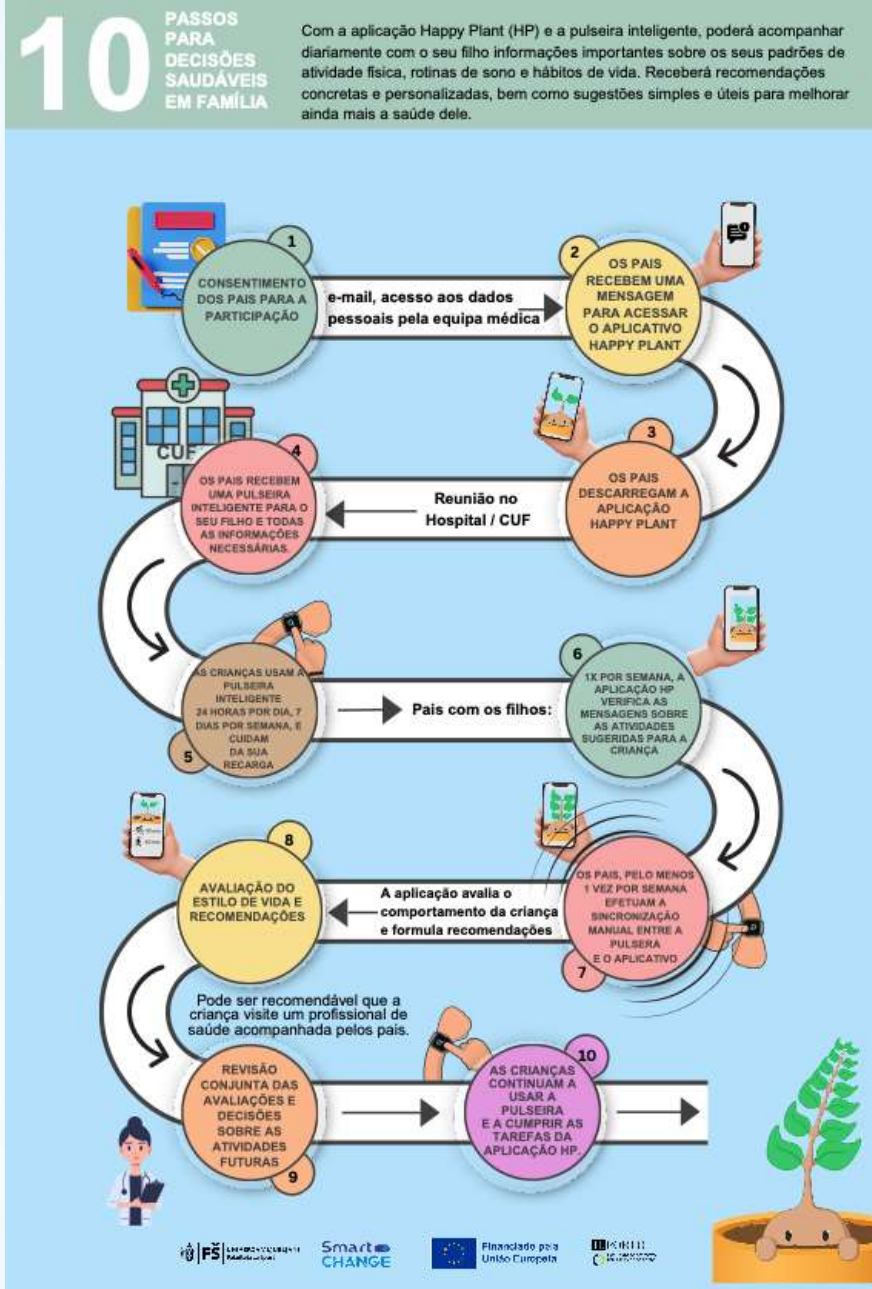 10
PASSOS
PARA
DECISÕES
SAUDÁVEIS
EM FAMÍLIA
Com a aplicação Happy Plant (HP) e a pulseira inteligente, poderá acompanhar
diariamente com o seu filho informações importantes sobre os seus padrões de
atividade física, rotinas de sono e hábitos de vida. Receberá recomendações
concretas e personalizadas, bem como sugestões simples e úteis para melhorar
ainda mais a saúde dele.
1
CONSENTIMENTO
DOS PAIS PARA A
PARTICIPAÇÃO
e-mail, acesso aos dados
pessoais pela equipa médica
2
OS PAIS
RECEBEM UMA
MENSAGEM
PARA ACESSAR
O APLICATIVO
HAPPY PLANT
3
OS PAIS
DESCARREGAM A
APLICAÇÃO
HAPPY PLANT
Reunião no
Hospital / CUF
CUF
4
OS PAIS RECEBEM
UMA PULSEIRA
INTELIGENTE PARA O
SEU FILHO E TODAS
AS INFORMAÇÕES
NECESSÁRIAS.
AS CRIANÇAS USAM A
PULSEIRA
INTELIGENTE
24 HORAS POR DIA, 7
DIAS POR SEMANA, E
CUIDAM
DA SUA
RECARGA
5
Pais com os filhos:
6
1X POR SEMANA, A
APLICAÇÃO HP
VERIFICA AS
MENSAGENS SOBRE
AS ATIVIDADES
SUGERIDAS PARA A
CRIANÇA
OS PAIS, PELO MENOS
1 VEZ POR SEMANA
EFETUAM A
SINCRONIZAÇÃO
MANUAL ENTRE A
PULSERA
E O APLICATIVO
7
A aplicação avalia o
comportamento da criança
e formula recomendações
8
AVALIAÇÃO DO
ESTILO DE VIDA E
RECOMENDAÇÕES
Pode ser recomendável que a
criança visite um profissional de
saúde acompanhada pelos pais.
REVISÃO
CONJUNTA DAS
AVALIAÇÕES E
DECISÕES
SOBRE AS
ATIVIDADES
FUTURAS
9
10
AS CRIANÇAS
CONTINUAM A
USAR A
PULSEIRA
E A CUMPRIR AS
TAREFAS DA
APLICAÇÃO HP.
FŠ
Smart
CHANGE
Financiado pela
União Europeia
PORTO